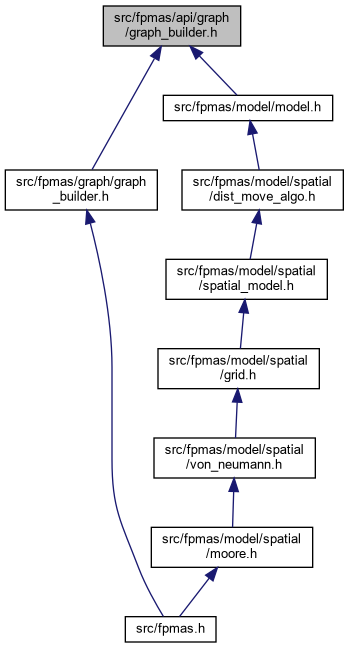 src/fpmas/api/graph
/graph_builder.h
src/fpmas/model/model.h
src/fpmas/graph/graph
_builder.h
src/fpmas/model/spatial
/dist_move_algo.h
src/fpmas/model/spatial
/spatial_model.h
src/fpmas/model/spatial
/grid.h
src/fpmas/model/spatial
/von_neumann.h
src/fpmas/model/spatial
/moore.h
src/fpmas.h